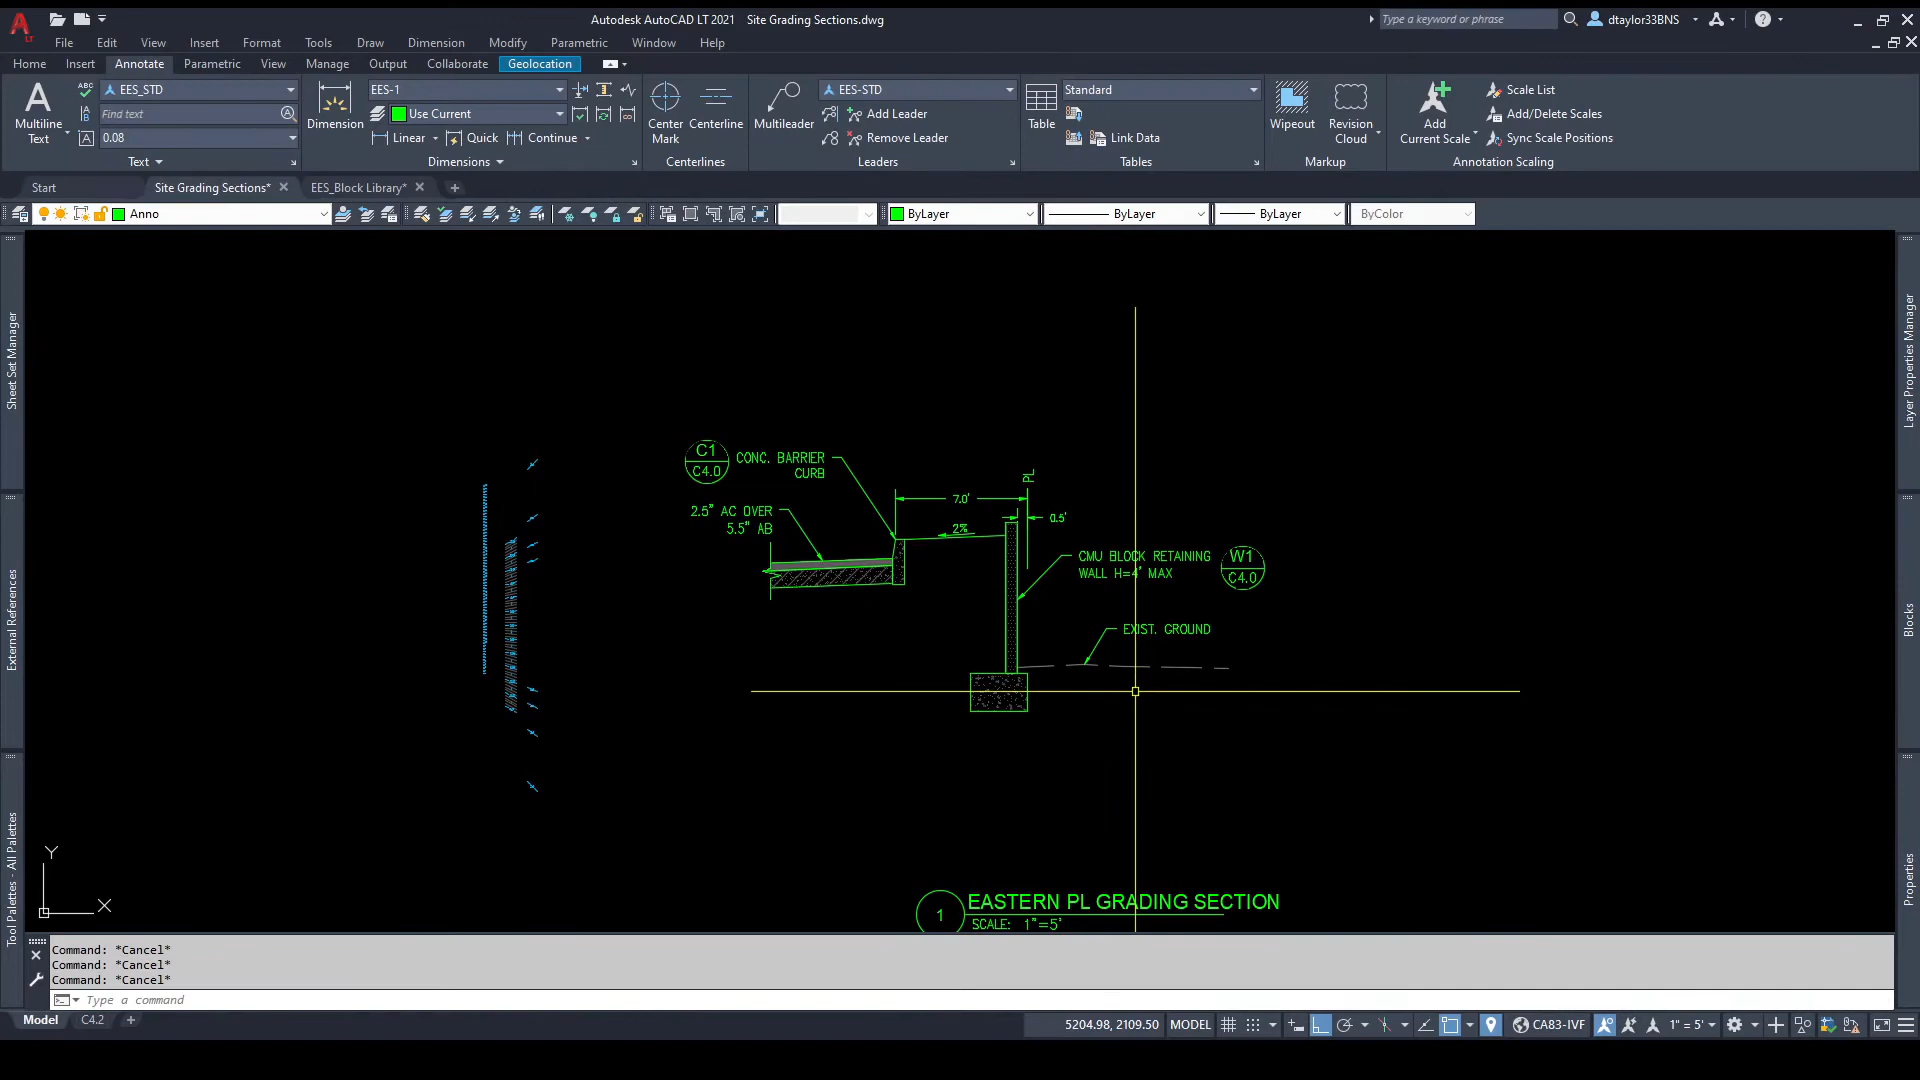 Autodesk AutoCAD LT 2021 Site Grading Sections.dwg
Type a keyword or phrase
dtaylor33BNS
File Edit View Insert Format Tools Draw Dimension Modify Parametric Window Help
Home Insert Annotate Parametric View Manage Output Collaborate Geolocation
Multiline Text
ABC
EES_STD
Find text
0.08
Text
Dimension
EES-1
Use Current
Linear Quick Continue
Dimensions
Center Mark
Centerline
Centerlines
Multileader
EES-STD
Add Leader
Remove Leader
Leaders
Table
Standard
Link Data
Tables
Wipeout
Revision Cloud
Markup
Add Current Scale
Scale List
Add/Delete Scales
Sync Scale Positions
Annotation Scaling
Start Site Grading Sections* EES_Block Library*
Anno ByLayer ByLayer ByLayer ByColor
Sheet Set Manager
External References
Tool Palettes - All Palettes
Layer Properties Manager
Blocks
Properties
C1
C4.0
CONC. BARRIER
CURB
2.5" AC OVER
5.5" AB
7.0'
PL
0.5'
2%
CMU BLOCK RETAINING
WALL H=4' MAX
W1
C4.0
EXIST. GROUND
1
EASTERN PL GRADING SECTION
SCALE: 1"=5'
Y
X
Command: *Cancel*
Command: *Cancel*
Command: *Cancel*
Type a command
Model C4.2
5204.98, 2109.50 MODEL CA83-IVF 1" = 5'